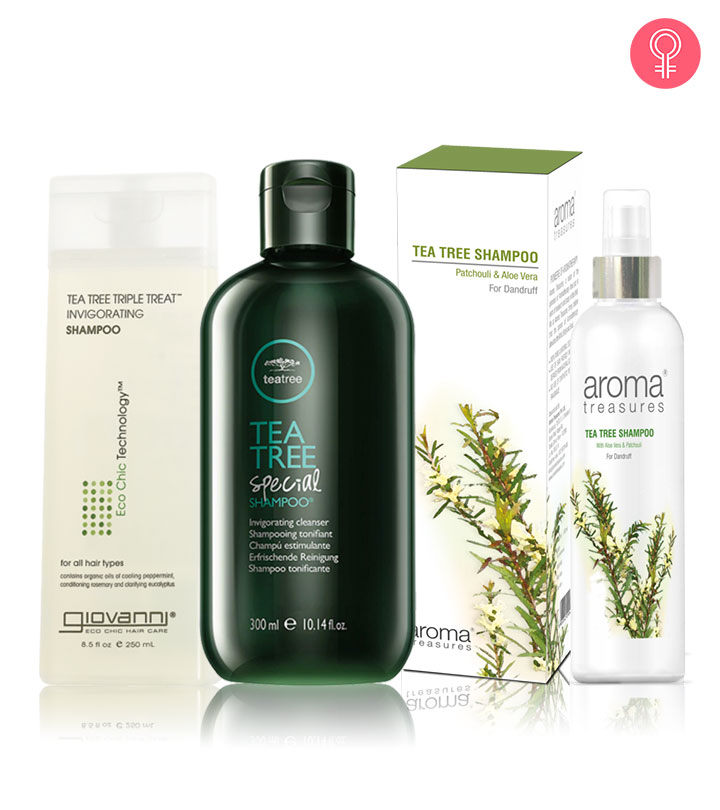 TEA TREE TRIPLE TREAT™
INVIGORATING
SHAMPOO
Eco Chic Technology™
for all hair types
contains organic oils of cooling peppermint,
conditioning rosemary and clarifying eucalyptus
giovanni®
ECO CHIC HAIR CARE
8.5 fl oz e 250 mL
teatree
TEA
TREE
special
SHAMPOO®
Invigorating cleanser
Shampooing tonifiant
Champú estimulante
Erfrischende Reinigung
Shampoo tonificante
300 ml e 10.14 fl. oz.
TEA TREE SHAMPOO
Patchouli & Aloe Vera
For Dandruff
aroma®
treasures
aroma®
treasures
aroma®
treasures
TEA TREE SHAMPOO
With Aloe Vera & Patchouli
For Dandruff